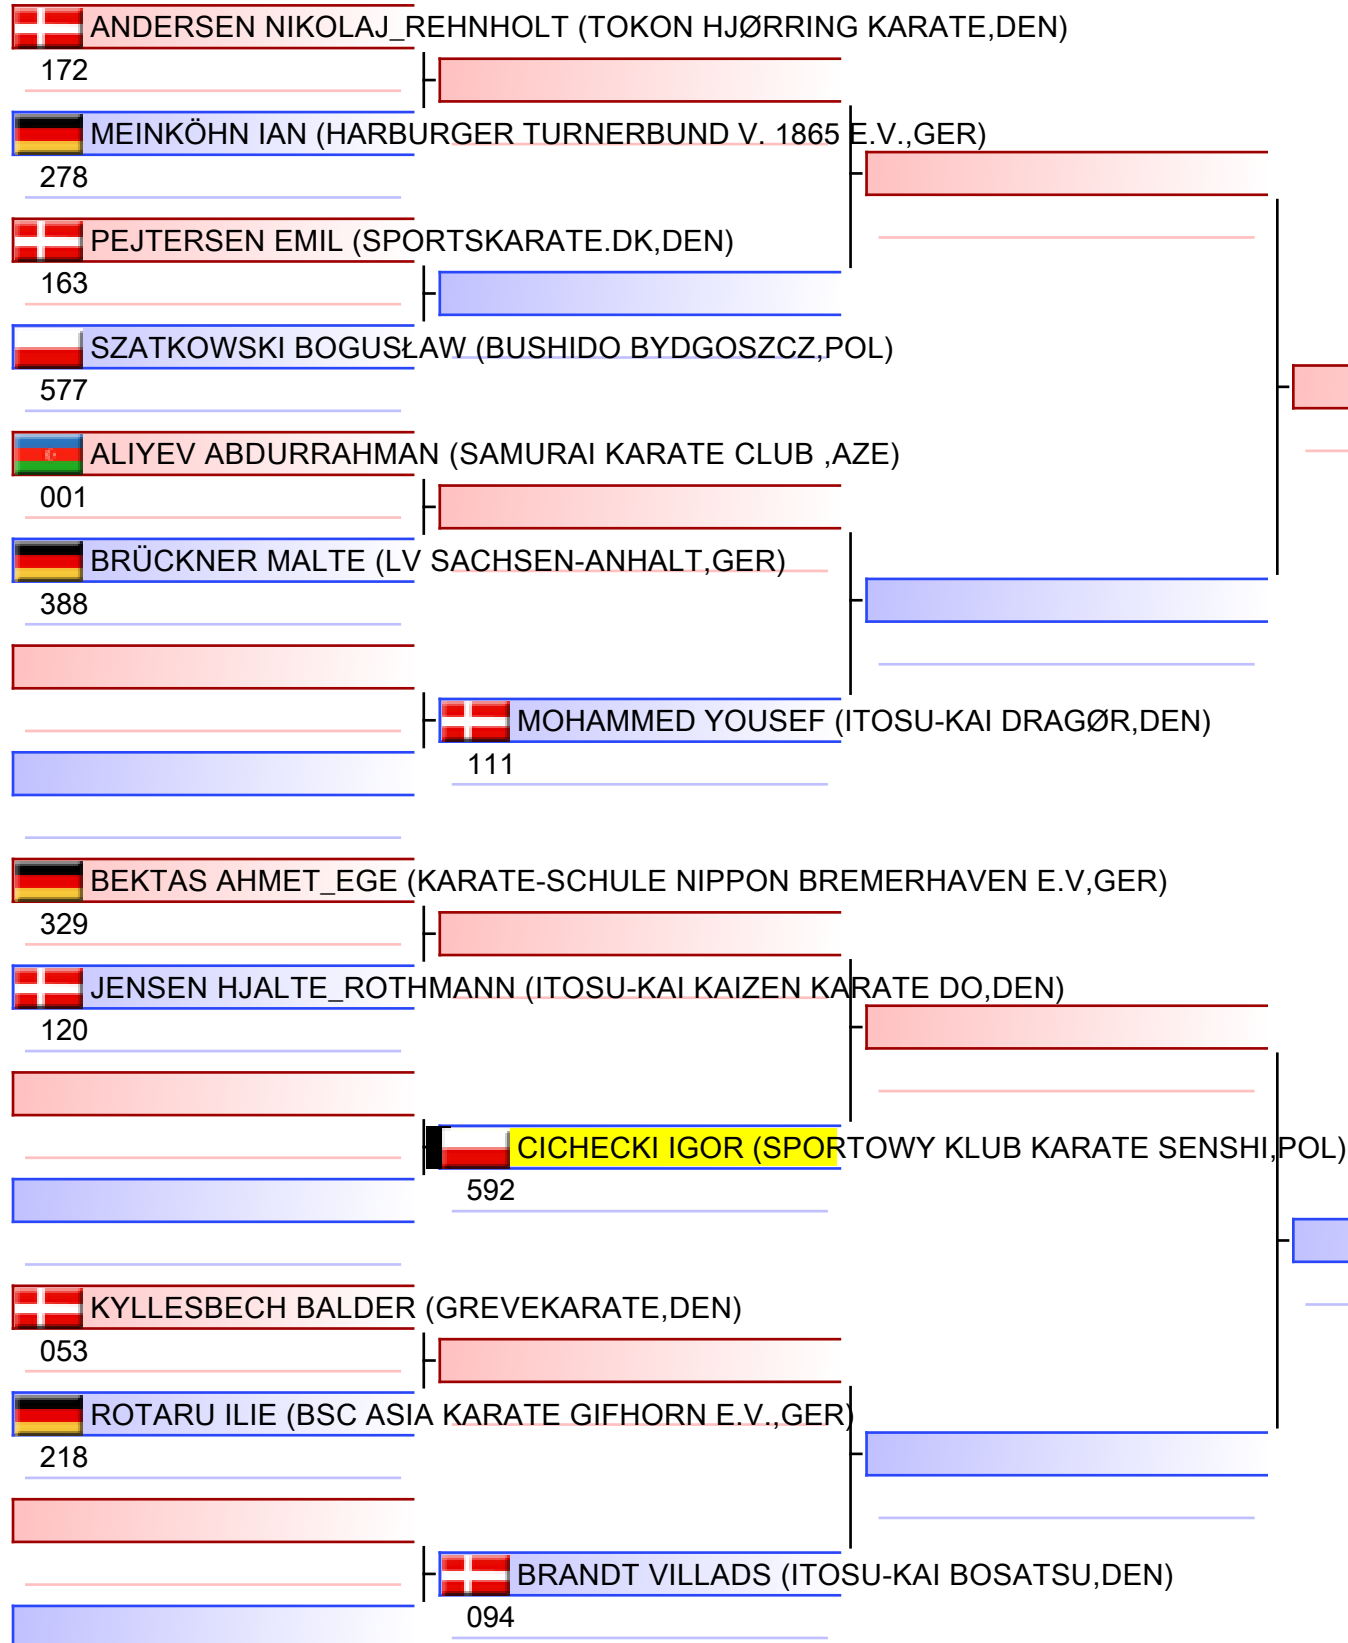 ANDERSEN NIKOLAJ_REHNHOLT (TOKON HJØRRING KARATE,DEN)
172
MEINKÖHN IAN (HARBURGER TURNERBUND V. 1865 E.V.,GER)
278
PEJTERSEN EMIL (SPORTSKARATE.DK,DEN)
163
SZATKOWSKI BOGUSŁAW (BUSHIDO BYDGOSZCZ,POL)
577
ALIYEV ABDURRAHMAN (SAMURAI KARATE CLUB ,AZE)
001
BRÜCKNER MALTE (LV SACHSEN-ANHALT,GER)
388
MOHAMMED YOUSEF (ITOSU-KAI DRAGØR,DEN)
111
BEKTAS AHMET_EGE (KARATE-SCHULE NIPPON BREMERHAVEN E.V,GER)
329
JENSEN HJALTE_ROTHMANN (ITOSU-KAI KAIZEN KARATE DO,DEN)
120
CICHECKI IGOR (SPORTOWY KLUB KARATE SENSHI,POL)
592
KYLLESBECH BALDER (GREVEKARATE,DEN)
053
ROTARU ILIE (BSC ASIA KARATE GIFHORN E.V.,GER)
218
BRANDT VILLADS (ITOSU-KAI BOSATSU,DEN)
094